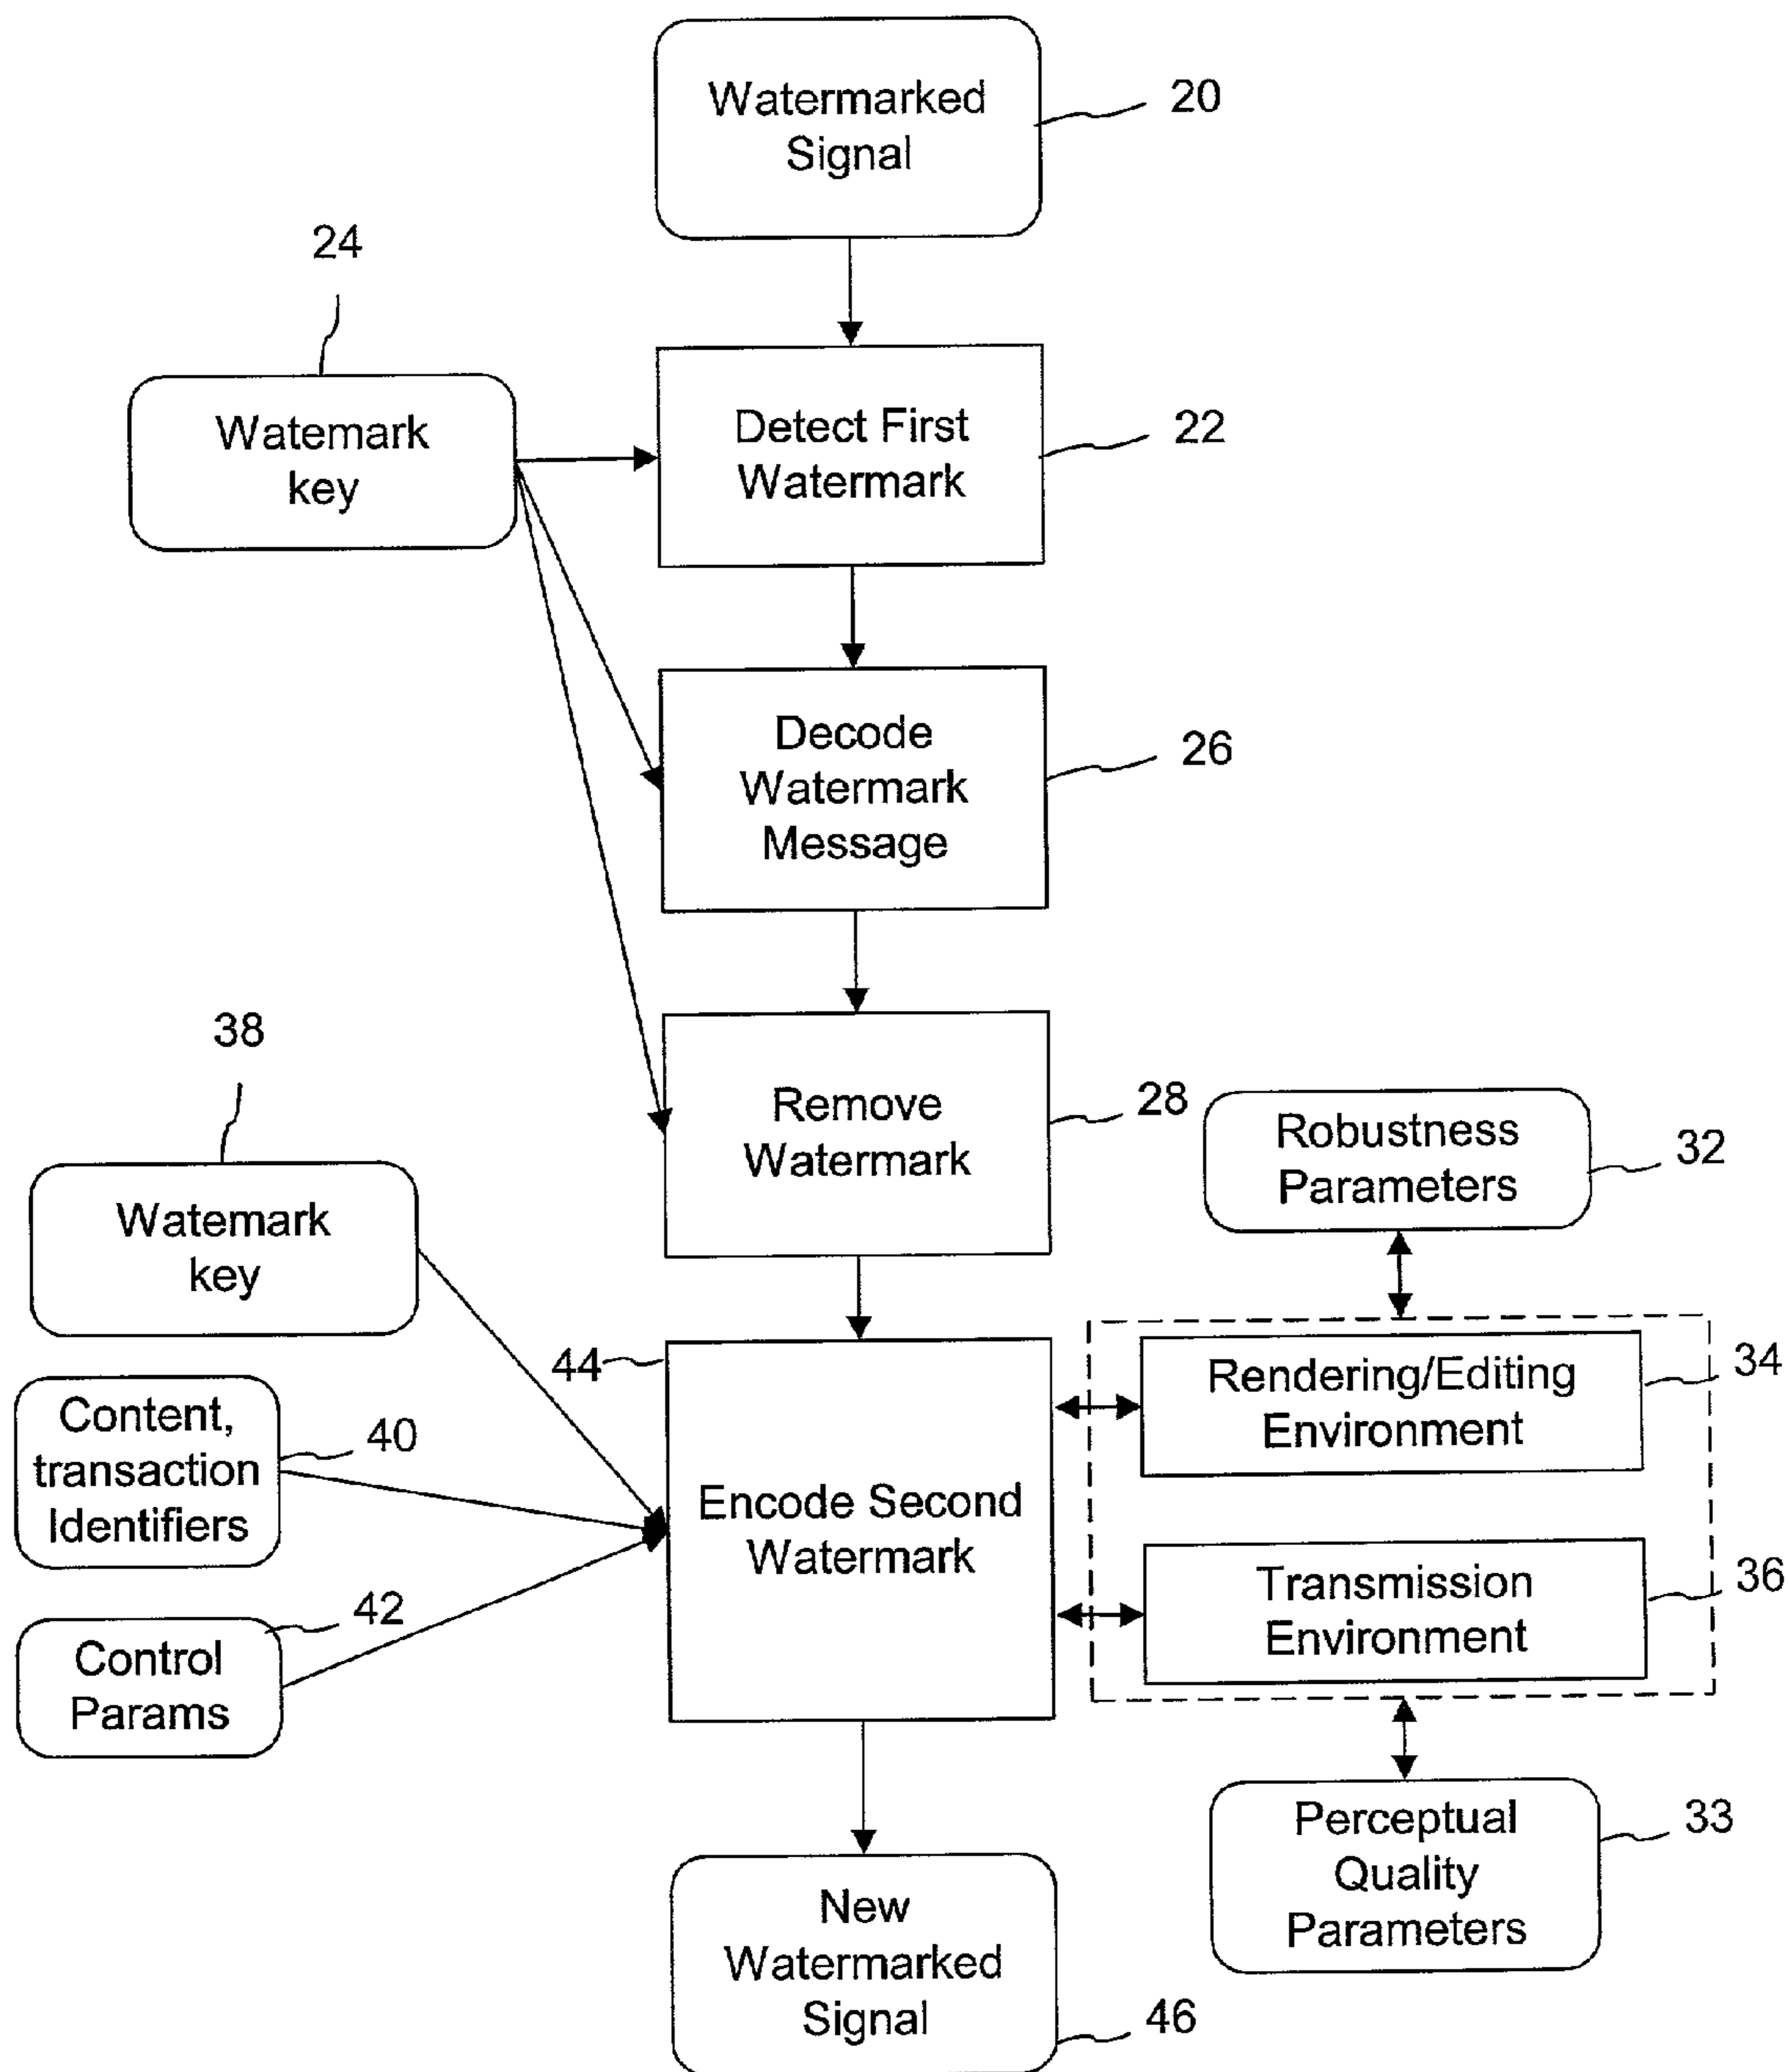 Watermarked
Signal
20
24
Watemark
key
Detect First
Watermark
22
Decode
Watermark
Message
26
38
Remove
Watermark
28
Robustness
Parameters
32
Watemark
key
44
Rendering/Editing
Environment
34
Content,
transaction
Identifiers
40
Encode Second
Watermark
Transmission
Environment
36
42
Control
Params
Perceptual
Quality
Parameters
33
New
Watermarked
Signal
46